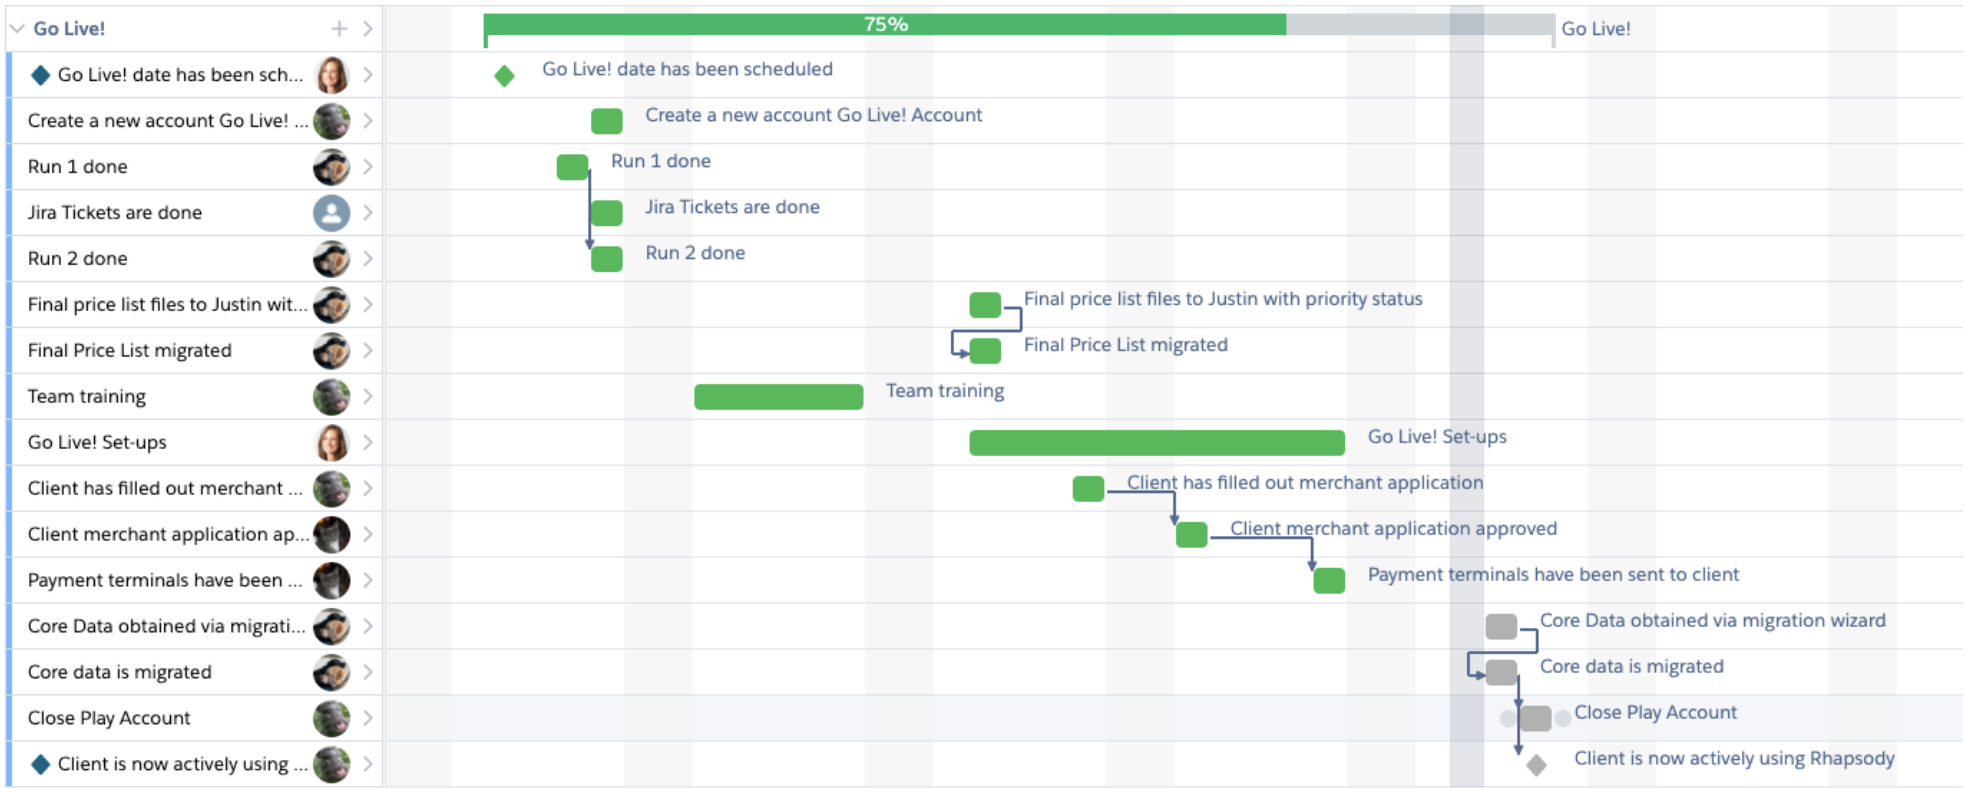 Go Live! 75% Go Live!
Go Live! date has been sch... Go Live! date has been scheduled
Create a new account Go Live! ... Create a new account Go Live! Account
Run 1 done Run 1 done
Jira Tickets are done Jira Tickets are done
Run 2 done Run 2 done
Final price list files to Justin wit... Final price list files to Justin with priority status
Final Price List migrated Final Price List migrated
Team training Team training
Go Live! Set-ups Go Live! Set-ups
Client has filled out merchant ... Client has filled out merchant application
Client merchant application ap... Client merchant application approved
Payment terminals have been ... Payment terminals have been sent to client
Core Data obtained via migrati... Core Data obtained via migration wizard
Core data is migrated Core data is migrated
Close Play Account Close Play Account
Client is now actively using ... Client is now actively using Rhapsody